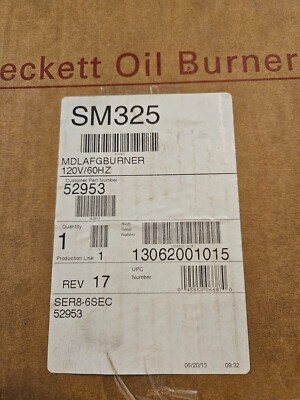 eckett Oil Burner
SM325
MDLAFGBURNER
120V/60HZ
Customer Part Number
52953
Quantity
1
Production Line 1
Number
13062001015
REV 17
UPC
Number
SER8-6SEC
52953
06/20/13 09:32